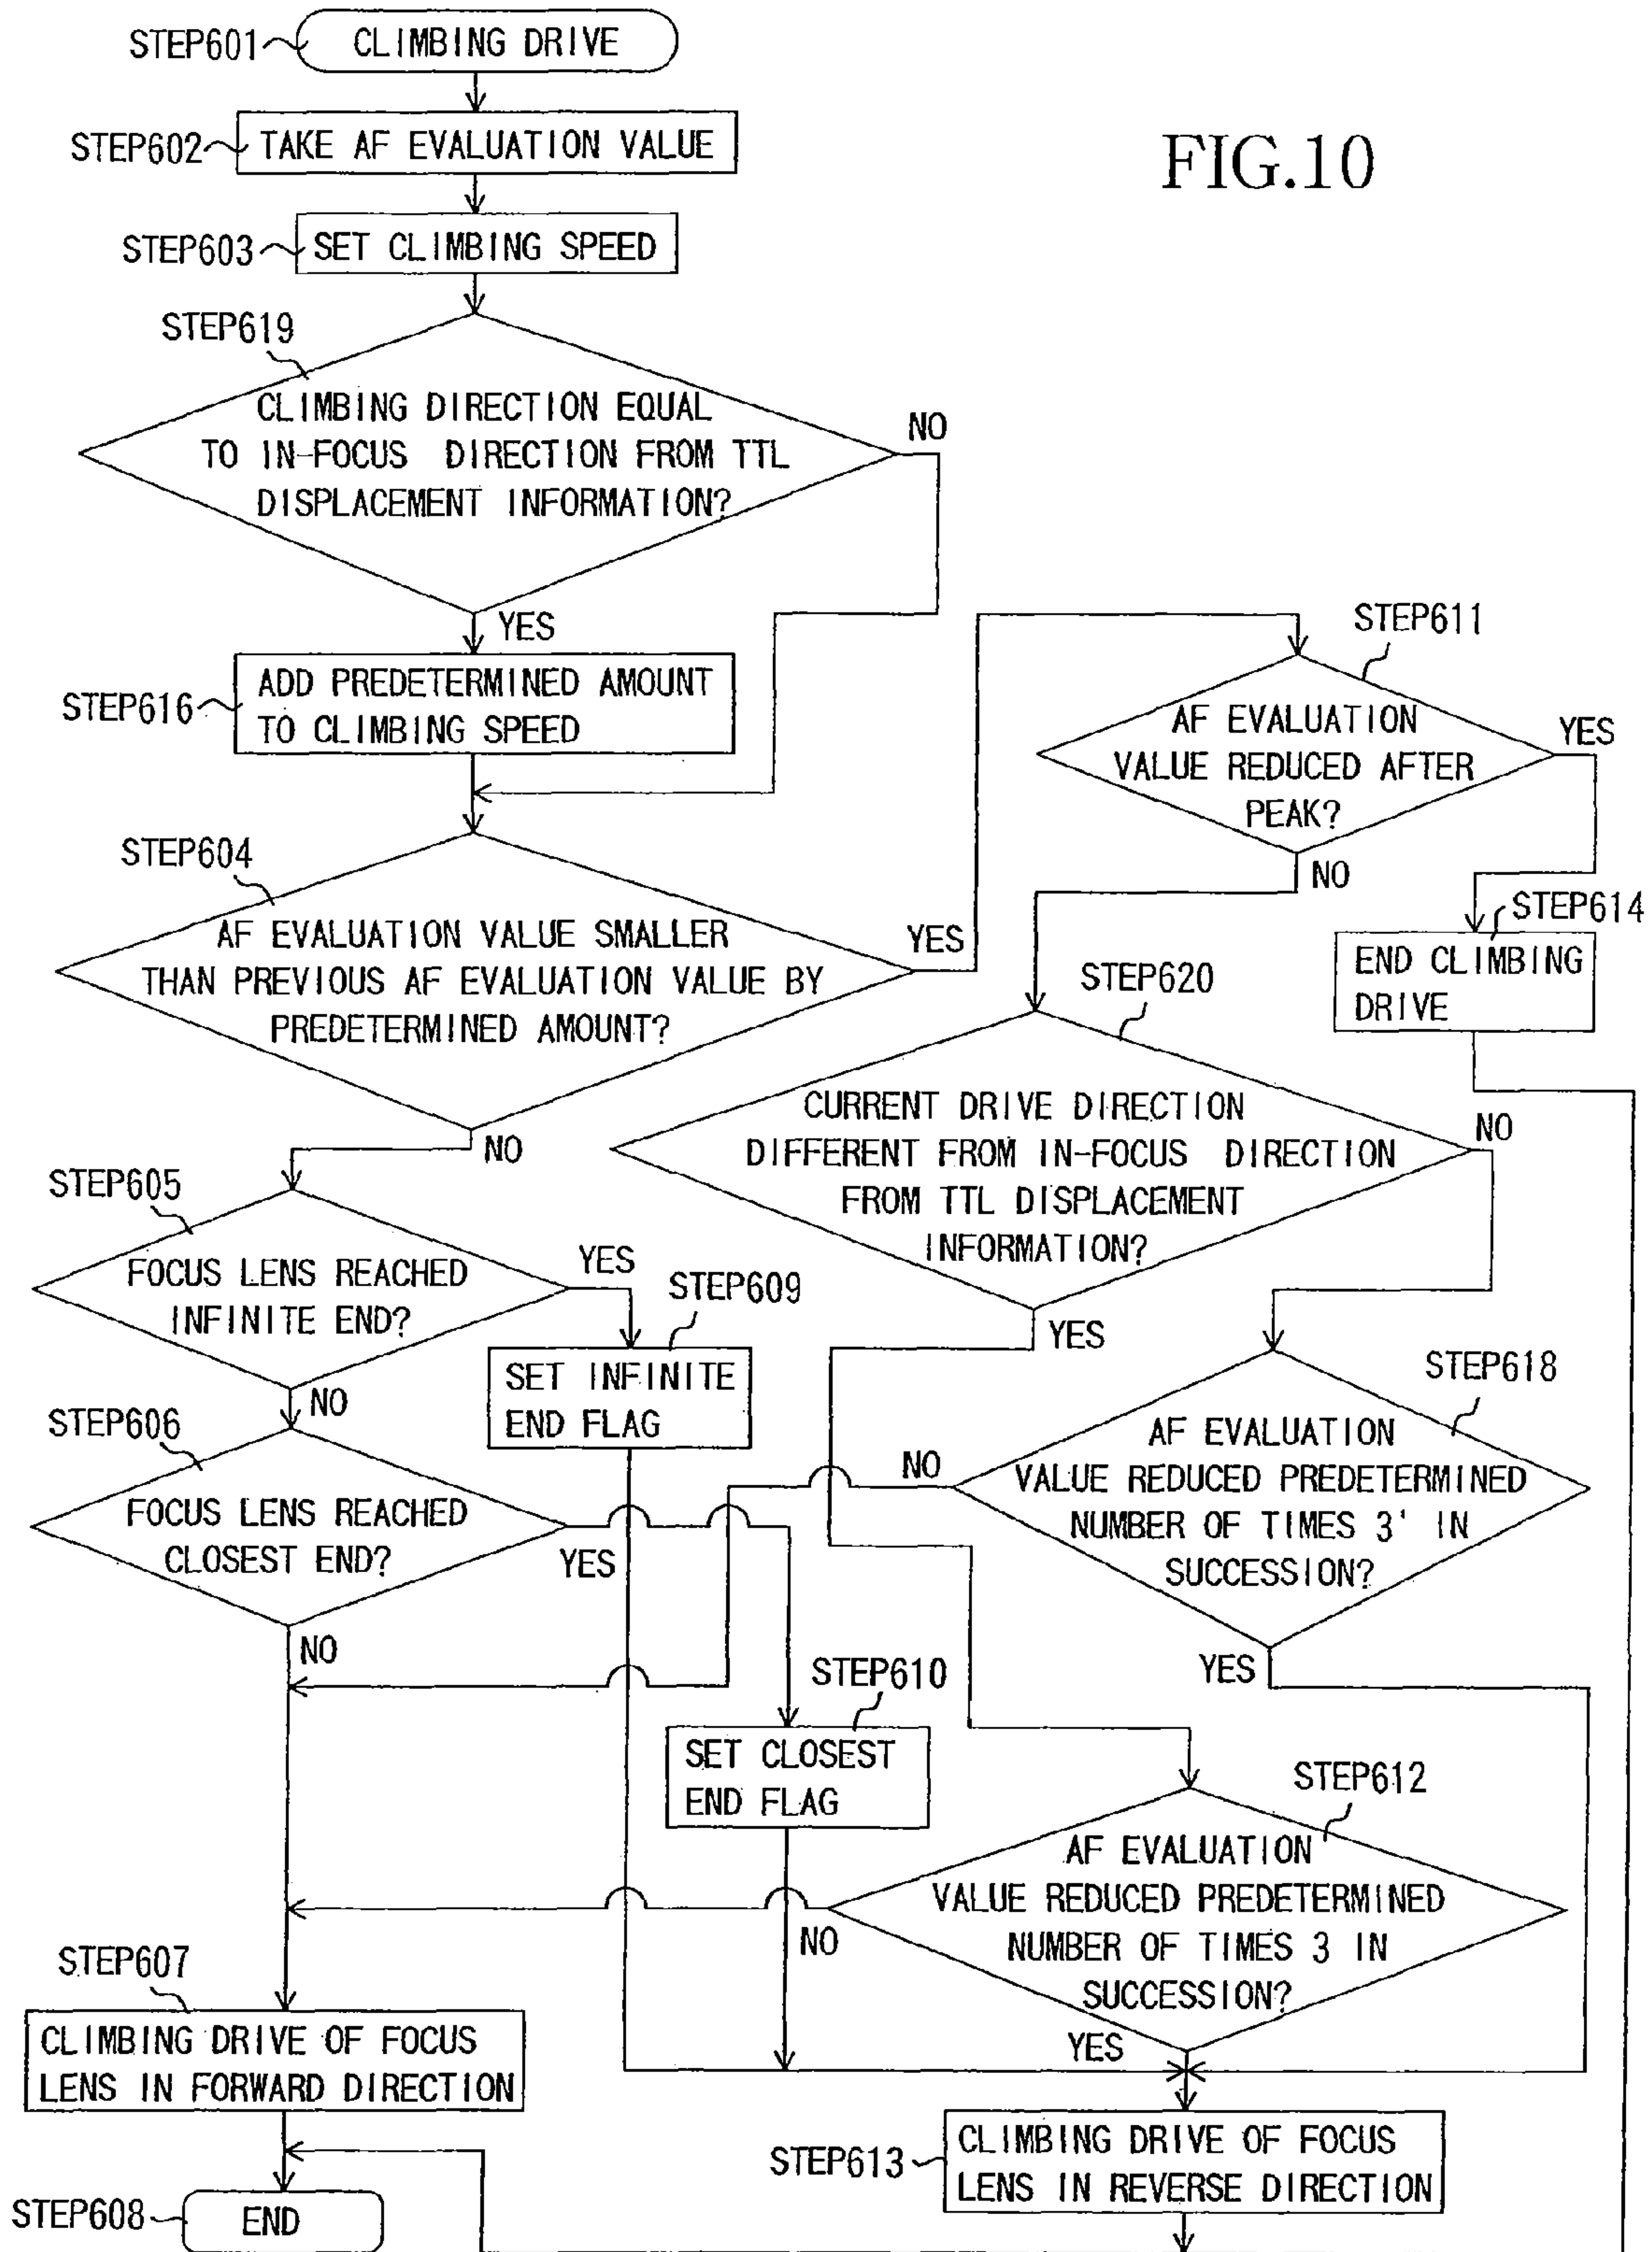 FIG.10
STEP601
CLIMBING DRIVE
STEP602
TAKE AF EVALUATION VALUE
STEP603
SET CLIMBING SPEED
STEP619
CLIMBING DIRECTION EQUAL
TO IN-FOCUS DIRECTION FROM TTL
DISPLACEMENT INFORMATION?
NO
YES
STEP616
ADD PREDETERMINED AMOUNT
TO CLIMBING SPEED
STEP604
AF EVALUATION VALUE SMALLER
THAN PREVIOUS AF EVALUATION VALUE BY
PREDETERMINED AMOUNT?
YES
NO
STEP611
AF EVALUATION
VALUE REDUCED AFTER
PEAK?
YES
NO
STEP614
END CLIMBING
DRIVE
STEP620
CURRENT DRIVE DIRECTION
DIFFERENT FROM IN-FOCUS DIRECTION
FROM TTL DISPLACEMENT
INFORMATION?
NO
YES
STEP605
FOCUS LENS REACHED
INFINITE END?
YES
NO
STEP609
SET INFINITE
END FLAG
STEP606
FOCUS LENS REACHED
CLOSEST END?
YES
NO
STEP618
AF EVALUATION
VALUE REDUCED PREDETERMINED
NUMBER OF TIMES 3' IN
SUCCESSION?
NO
YES
STEP610
SET CLOSEST
END FLAG
STEP612
AF EVALUATION
VALUE REDUCED PREDETERMINED
NUMBER OF TIMES 3 IN
SUCCESSION?
NO
YES
STEP607
CLIMBING DRIVE OF FOCUS
LENS IN FORWARD DIRECTION
STEP613
CLIMBING DRIVE OF FOCUS
LENS IN REVERSE DIRECTION
STEP608
END